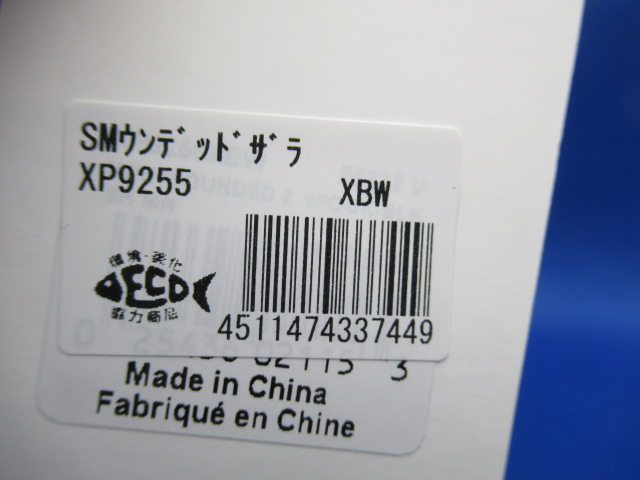 SMウンデッドザラ
XP9255
XBW
環境・美化
ECO
協力商品
4511474337449
Made in China
Fabriqué en Chine